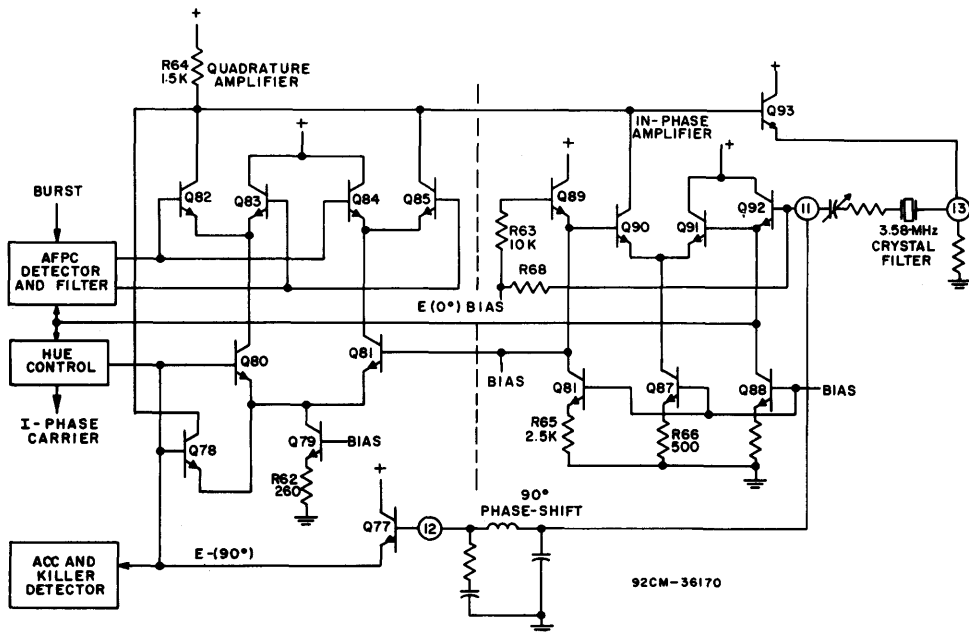 +
R64
1.5K
QUADRATURE
AMPLIFIER
+
+
+
IN-PHASE
AMPLIFIER
+
Q93
BURST
Q82
Q83
Q84
Q85
Q89
Q90
Q91
Q92
11
13
R63
10K
3.58-MHz
CRYSTAL
FILTER
AFPC
DETECTOR
AND FILTER
R68
E (0°) BIAS
HUE
CONTROL
Q80
Q81
BIAS
Q81
Q87
Q88
BIAS
I-PHASE
CARRIER
R65
2.5K
R66
500
Q78
Q79
BIAS
R62
260
+
90°
PHASE-SHIFT
Q77
12
ACC AND
KILLER
DETECTOR
E-(90°)
92CM-36170